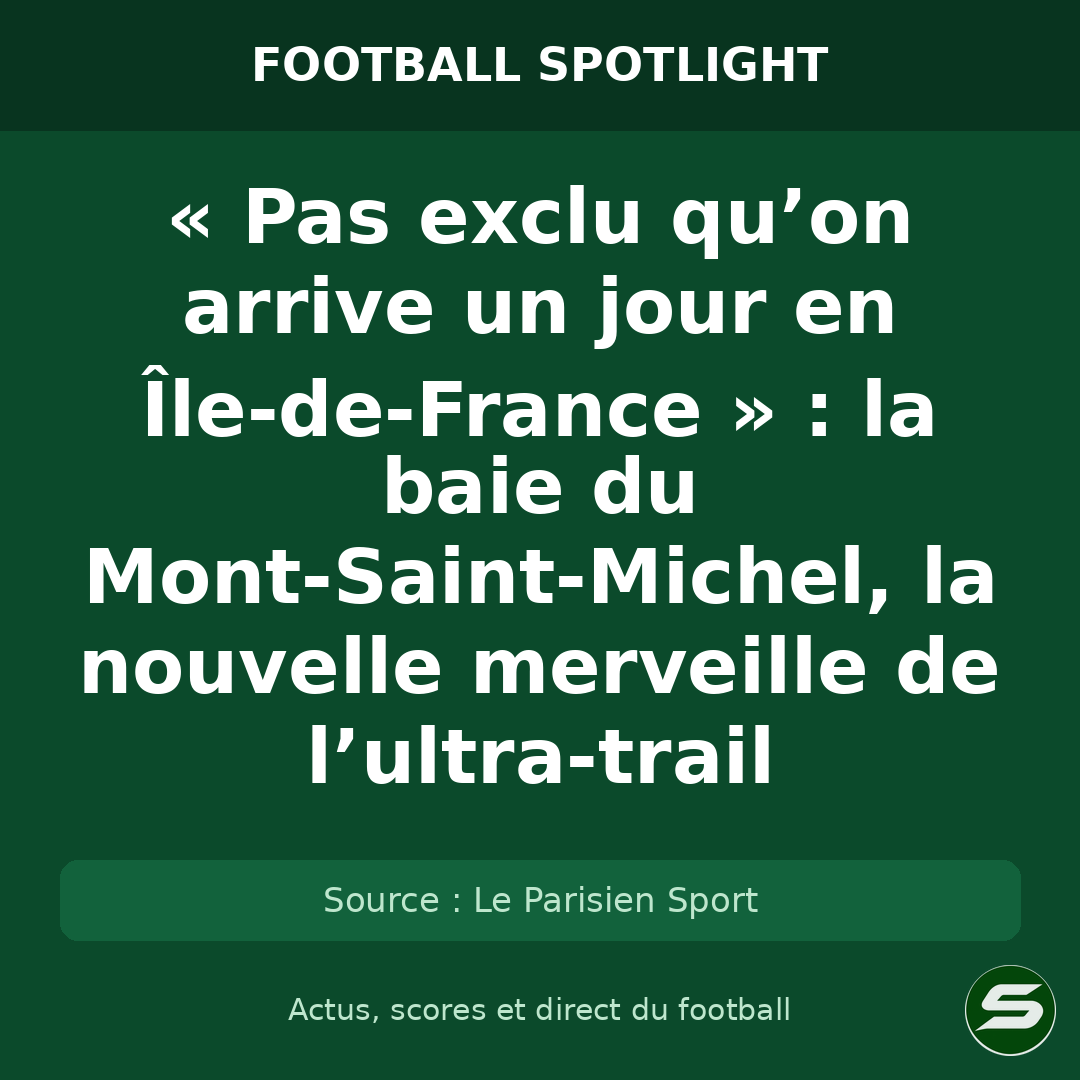 FOOTBALL SPOTLIGHT
« Pas exclu qu’on
arrive un jour en
Île-de-France » : la
baie du
Mont-Saint-Michel, la
nouvelle merveille de
l’ultra-trail
Source : Le Parisien Sport
Actus, scores et direct du football
S